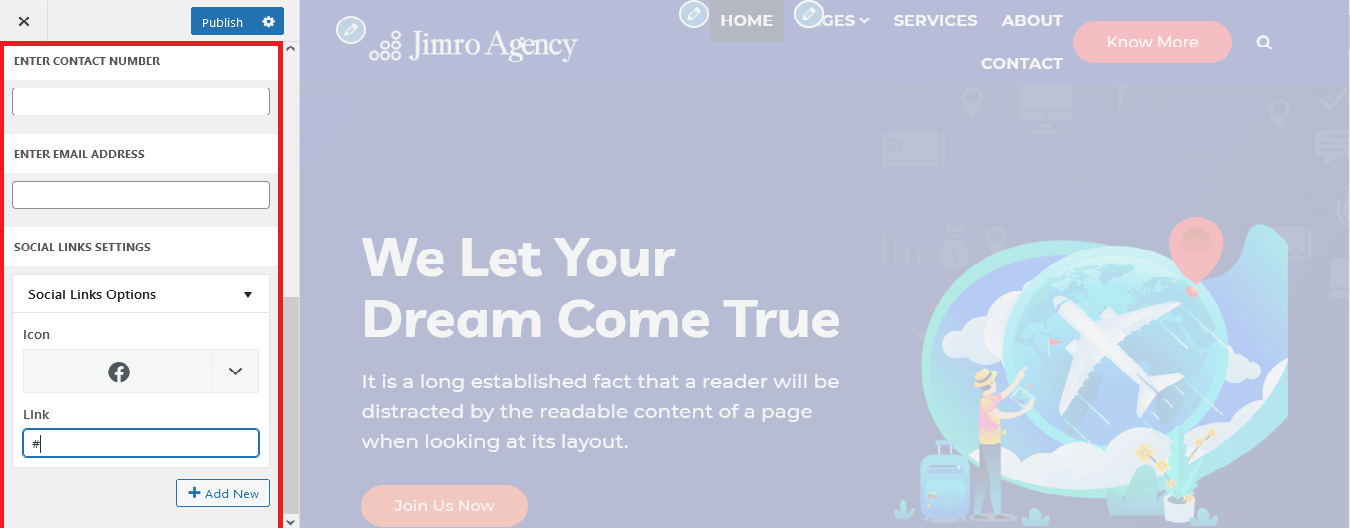 Publish
ENTER CONTACT NUMBER
ENTER EMAIL ADDRESS
SOCIAL LINKS SETTINGS
Social Links Options
Icon
Link
#
Add New
Jimro Agency
HOME
GES
SERVICES
ABOUT
CONTACT
Know More
We Let Your
Dream Come True
It is a long established fact that a reader will be
distracted by the readable content of a page
when looking at its layout.
Join Us Now